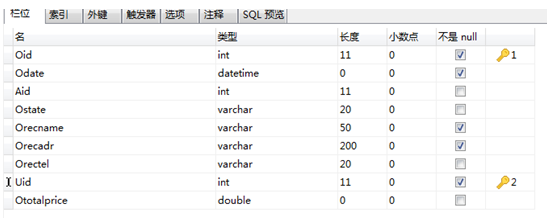 栏位 索引 外键 触发器 选项 注释 SQL 预览
名 类型 长度 小数点 不是 null
Oid int 11 0 1
Odate datetime 0 0
Aid int 11 0
Ostate varchar 20 0
Orecname varchar 50 0
Orecadr varchar 200 0
Orectel varchar 20 0
Uid int 11 0 2
Ototalprice double 0 0